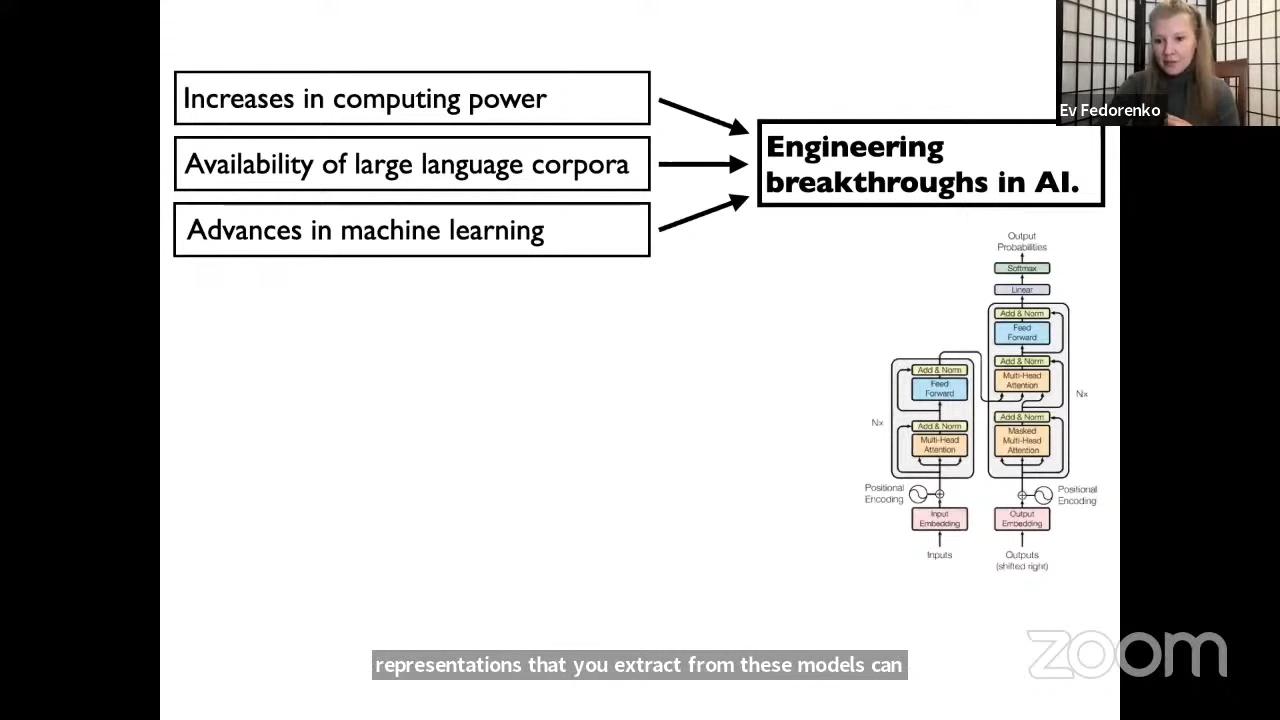 Increases in computing power
Availability of large language corpora
Advances in machine learning
Engineering
breakthroughs in AI.
Ev Fedorenko
Output
Probabilities
Softmax
Linear
Add & Norm
Feed
Forward
Add & Norm
Multi-Head
Attention
Nx
Add & Norm
Masked
Multi-Head
Attention
Positional
Encoding
Output
Embedding
Outputs
(shifted right)
Add & Norm
Feed
Forward
Nx
Add & Norm
Multi-Head
Attention
Positional
Encoding
Input
Embedding
Inputs
representations that you extract from these models can
zoom